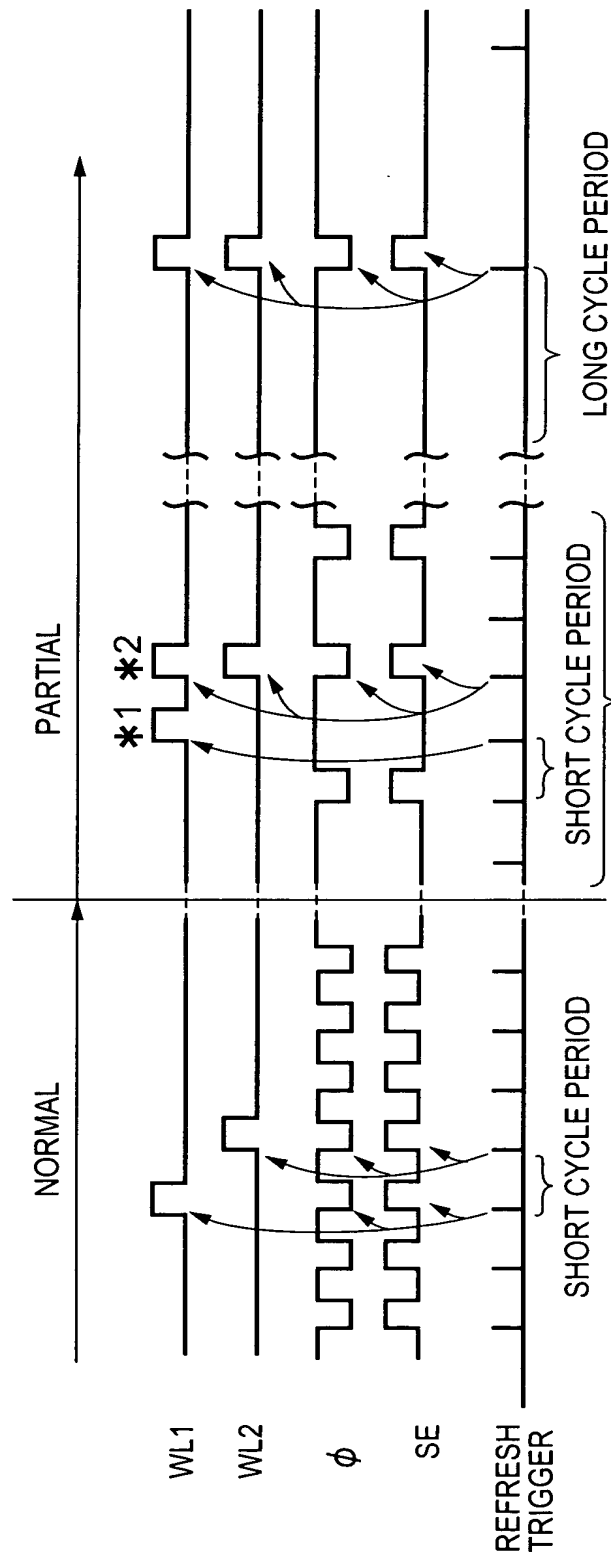 NORMAL
PARTIAL
WL1
*1
*2
WL2
ϕ
SE
REFRESH
TRIGGER
SHORT CYCLE PERIOD
SHORT CYCLE PERIOD
LONG CYCLE PERIOD